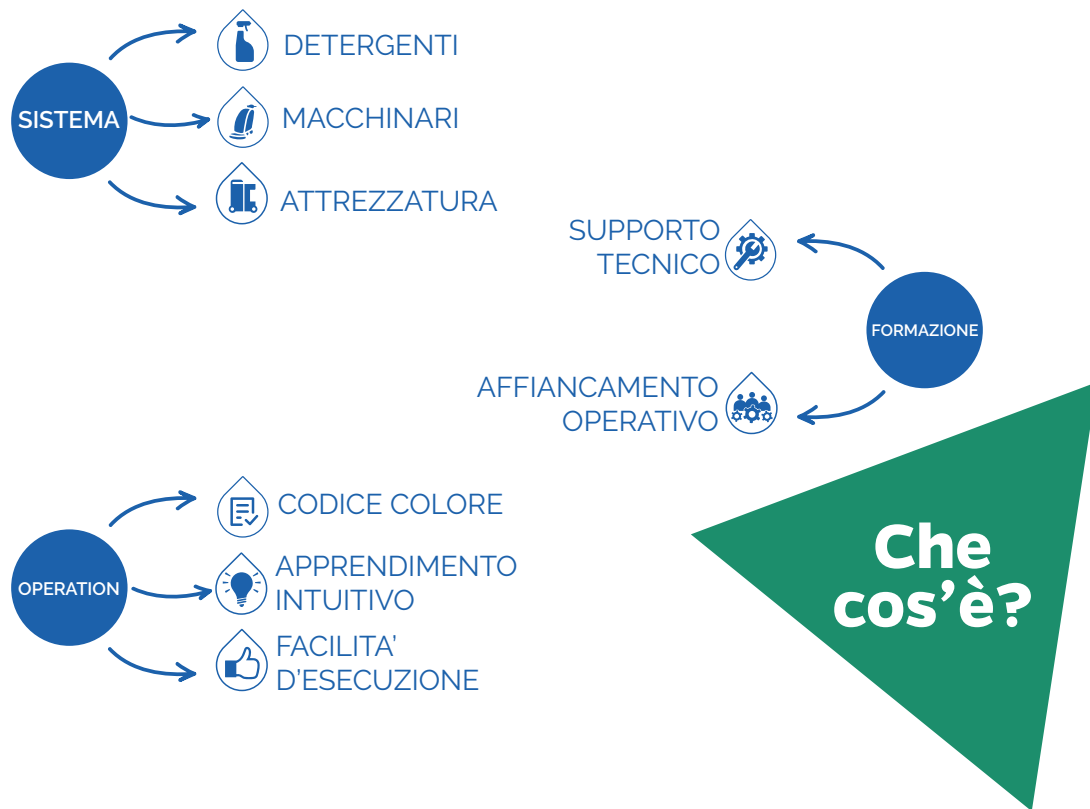 SISTEMA
DETERGENTI
MACCHINARI
ATTREZZATURA
FORMAZIONE
SUPPORTO
TECNICO
AFFIANCAMENTO
OPERATIVO
OPERATION
CODICE COLORE
APPRENDIMENTO
INTUITIVO
FACILITA'
D'ESECUZIONE
Che
cos'è?